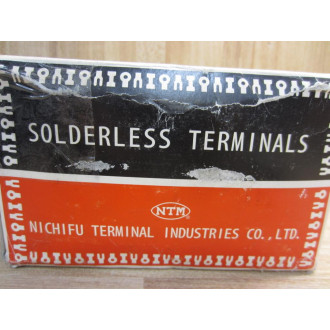 SOLDERLESS TERMINALS
NTM
NICHIFU TERMINAL INDUSTRIES CO., LTD.